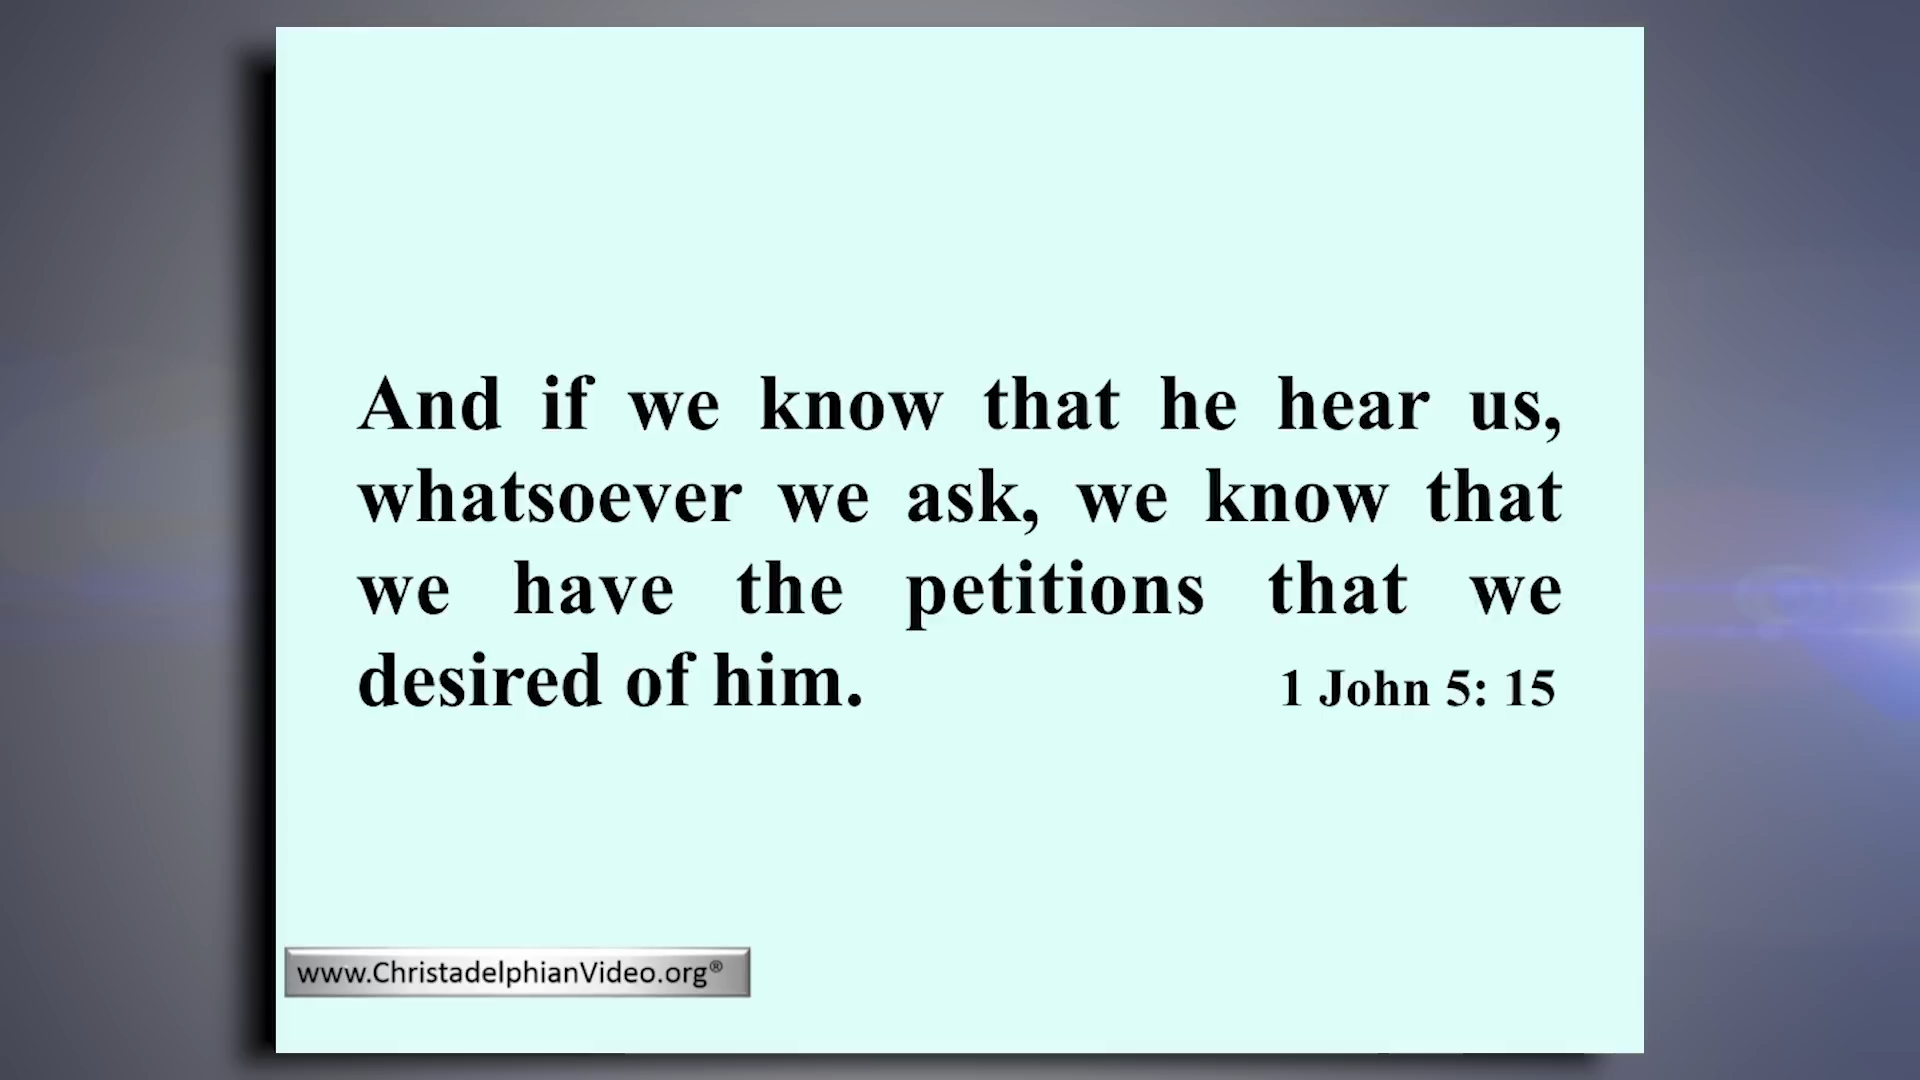 And if we know that he hear us,
whatsoever we ask, we know that
we have the petitions that we
desired of him. 1 John 5: 15
www.ChristadelphianVideo.org®